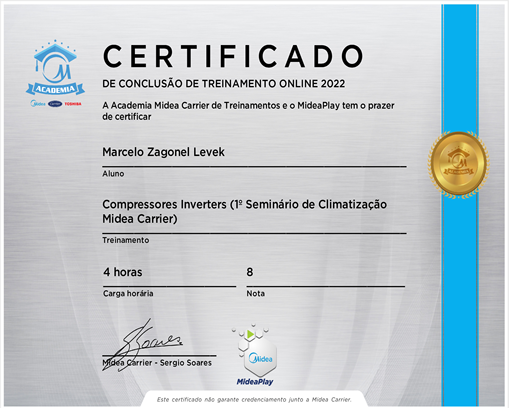 CERTIFICADO
DE CONCLUSÃO DE TREINAMENTO ONLINE 2022
A Academia Midea Carrier de Treinamentos e o MideaPlay tem o prazer
de certificar
M
ACADEMIA
Midea Carrier TOSHIBA
Marcelo Zagonel Levek
Aluno
Compressores Inverters (1º Seminário de Climatização
Midea Carrier)
Treinamento
4 horas 8
Carga horária Nota
Soares
Midea Carrier - Sergio Soares
Midea
MideaPlay
Este certificado não garante credenciamento junto a Midea Carrier.